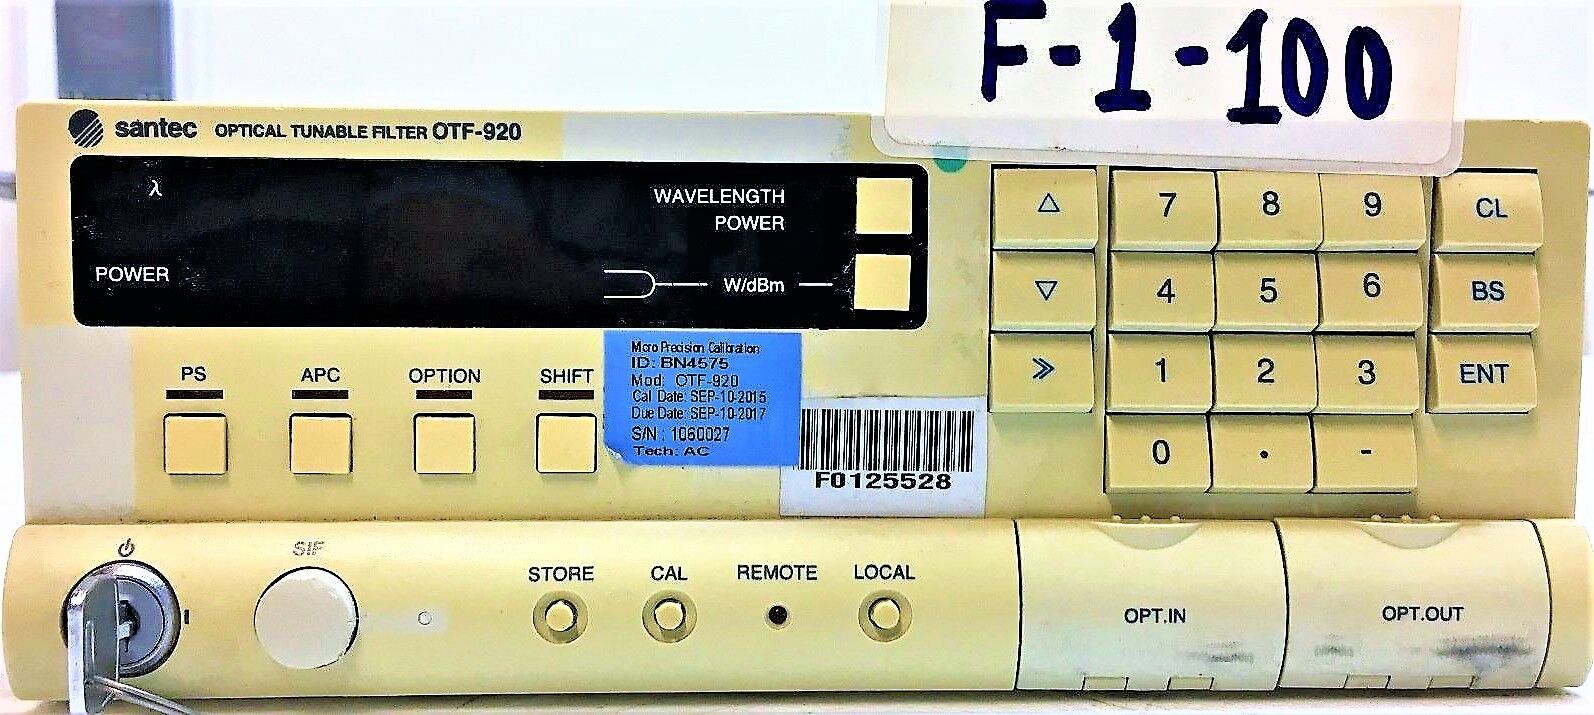 F-1-100
santec OPTICAL TUNABLE FILTER OTF-920
λ
WAVELENGTH
POWER
POWER
W/dBm
△ 7 8 9 CL
▽ 4 5 6 BS
≫ 1 2 3 ENT
0 . -
PS APC OPTION SHIFT
Micro Precision Calibration
ID: BN4575
Mod: OTF-920
Cal Date: SEP-10-2015
Due Date: SEP-10-2017
S/N: 1060027
Tech: AC
F0125528
STORE CAL REMOTE LOCAL
OPT.IN
OPT.OUT